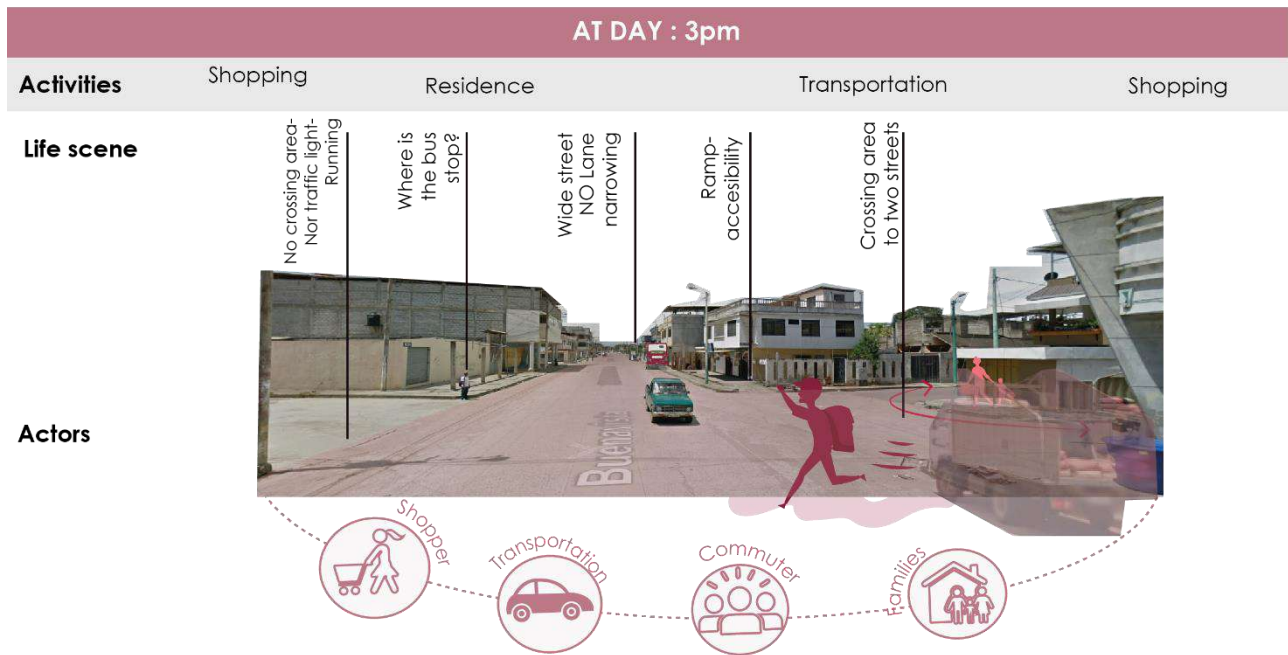 AT DAY : 3pm
Activities
Shopping
Residence
Transportation
Shopping
Life scene
No crossing area-
Nor traffic light-
Running
Where is
the bus
stop?
Wide street
NO Lane
narrowing
Ramp-
accesibility
Crossing area
to two streets
Actors
Buenavista
Shopper
Transportation
Commuter
Families